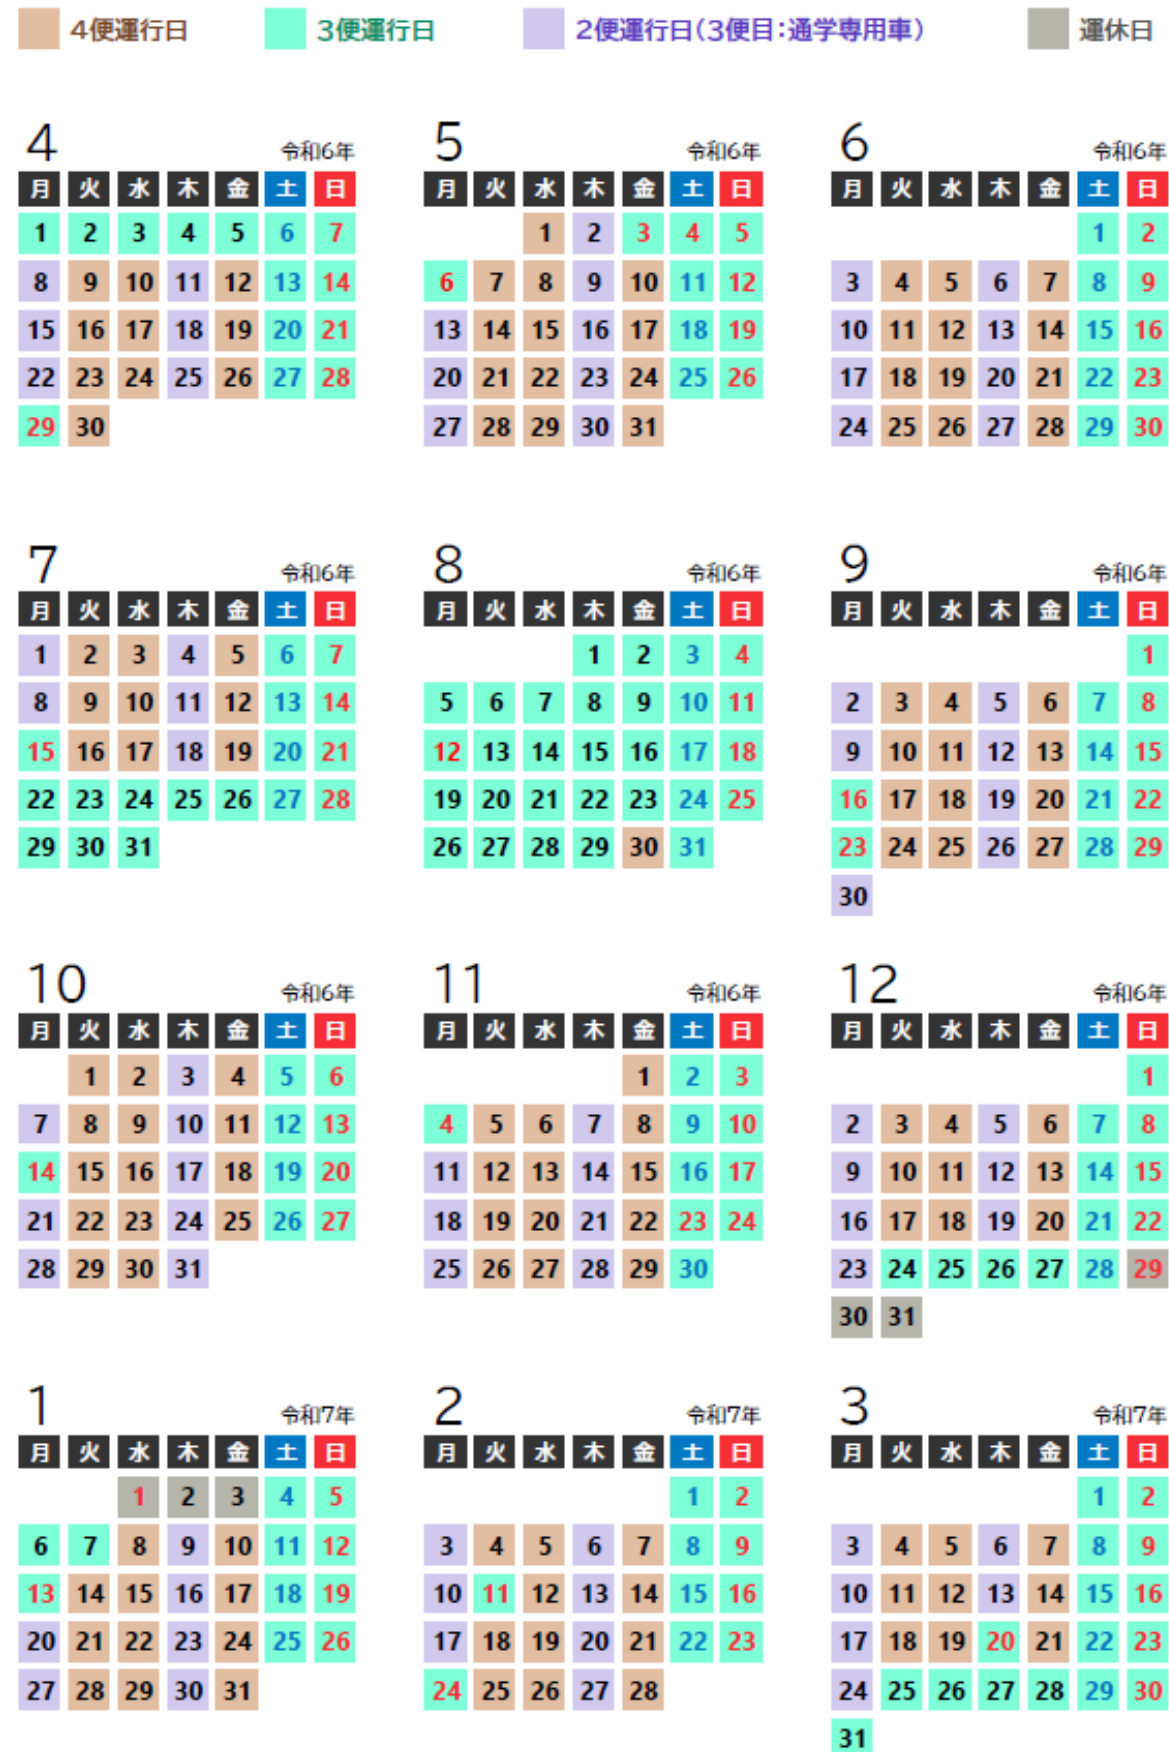 4便運行日 3便運行日 2便運行日(3便目:通学専用車) 運休日
4 令和6年
月 火 水 木 金 土 日
1 2 3 4 5 6 7
8 9 10 11 12 13 14
15 16 17 18 19 20 21
22 23 24 25 26 27 28
29 30
5 令和6年
月 火 水 木 金 土 日
1 2 3 4 5
6 7 8 9 10 11 12
13 14 15 16 17 18 19
20 21 22 23 24 25 26
27 28 29 30 31
6 令和6年
月 火 水 木 金 土 日
1 2
3 4 5 6 7 8 9
10 11 12 13 14 15 16
17 18 19 20 21 22 23
24 25 26 27 28 29 30
7 令和6年
月 火 水 木 金 土 日
1 2 3 4 5 6 7
8 9 10 11 12 13 14
15 16 17 18 19 20 21
22 23 24 25 26 27 28
29 30 31
8 令和6年
月 火 水 木 金 土 日
1 2 3 4
5 6 7 8 9 10 11
12 13 14 15 16 17 18
19 20 21 22 23 24 25
26 27 28 29 30 31
9 令和6年
月 火 水 木 金 土 日
1
2 3 4 5 6 7 8
9 10 11 12 13 14 15
16 17 18 19 20 21 22
23 24 25 26 27 28 29
30
10 令和6年
月 火 水 木 金 土 日
1 2 3 4 5 6
7 8 9 10 11 12 13
14 15 16 17 18 19 20
21 22 23 24 25 26 27
28 29 30 31
11 令和6年
月 火 水 木 金 土 日
1 2 3
4 5 6 7 8 9 10
11 12 13 14 15 16 17
18 19 20 21 22 23 24
25 26 27 28 29 30
12 令和6年
月 火 水 木 金 土 日
1
2 3 4 5 6 7 8
9 10 11 12 13 14 15
16 17 18 19 20 21 22
23 24 25 26 27 28 29
30 31
1 令和7年
月 火 水 木 金 土 日
1 2 3 4 5
6 7 8 9 10 11 12
13 14 15 16 17 18 19
20 21 22 23 24 25 26
27 28 29 30 31
2 令和7年
月 火 水 木 金 土 日
1 2
3 4 5 6 7 8 9
10 11 12 13 14 15 16
17 18 19 20 21 22 23
24 25 26 27 28
3 令和7年
月 火 水 木 金 土 日
1 2
3 4 5 6 7 8 9
10 11 12 13 14 15 16
17 18 19 20 21 22 23
24 25 26 27 28 29 30
31